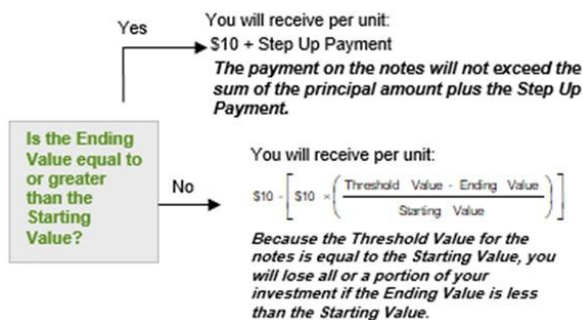 Yes
You will receive per unit:
$10 + Step Up Payment
The payment on the notes will not exceed the
sum of the principal amount plus the Step Up
Payment.
Is the Ending
Value equal to
or greater
than the
Starting
Value?
No
You will receive per unit:
$10 - [ $10 × ( Threshold Value - Ending Value / Starting Value ) ]
Because the Threshold Value for the
notes is equal to the Starting Value, you
will lose all or a portion of your
investment if the Ending Value is less
than the Starting Value.